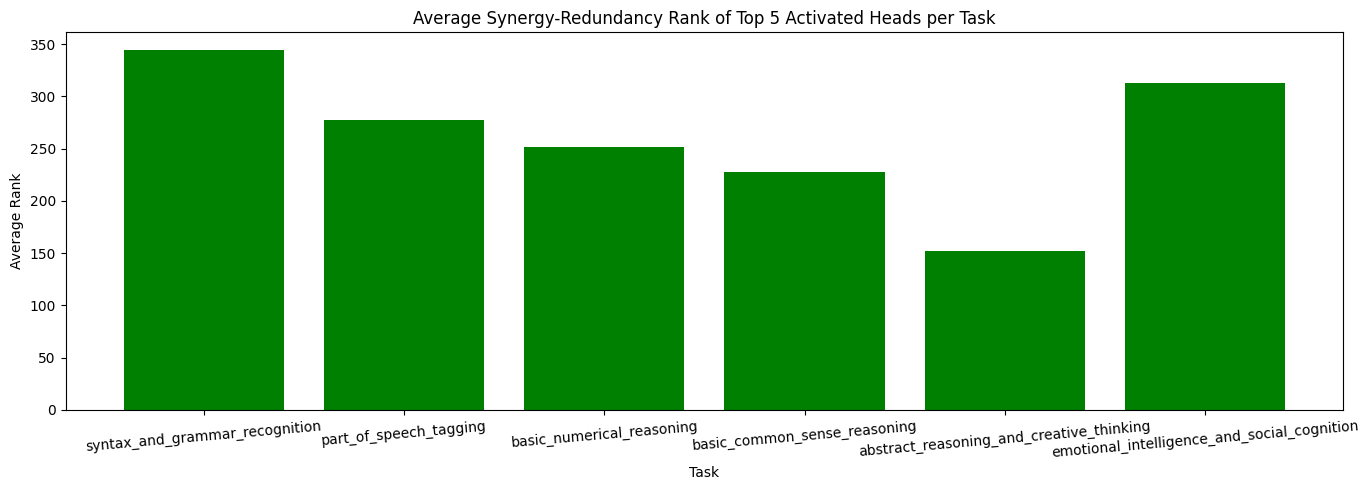 Average Synergy-Redundancy Rank of Top 5 Activated Heads per Task
350
300
250
200
150
100
50
0
Average Rank
syntax_and_grammar_recognition
part_of_speech_tagging
basic_numerical_reasoning
basic_common_sense_reasoning
abstract_reasoning_and_creative_thinking
emotional_intelligence_and_social_cognition
Task